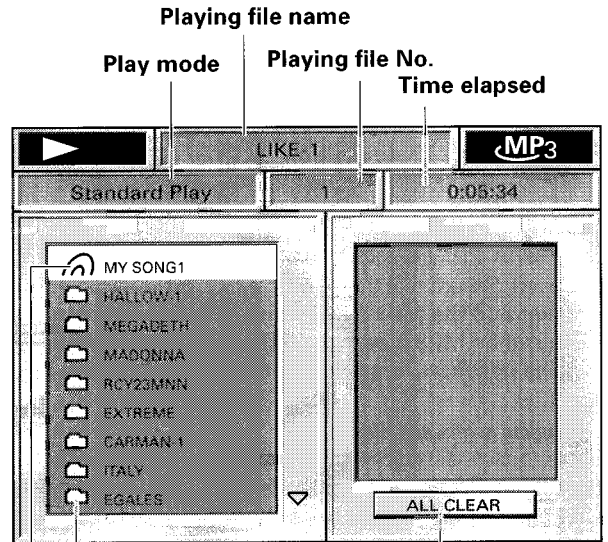 Playing file name
Play mode
Playing file No.
Time elapsed
LIKE-1
MP3
Standard Play
1
0:05:34
MY SONG1
HALLOW-1
MEGADETH
MADONNA
RCY23MNN
EXTREME
CARMAN-1
ITALY
EGALES
ALL CLEAR